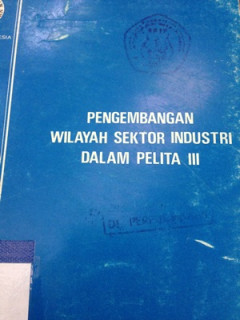 PENGEMBANGAN
WILAYAH SEKTOR INDUSTRI
DALAM PELITA III